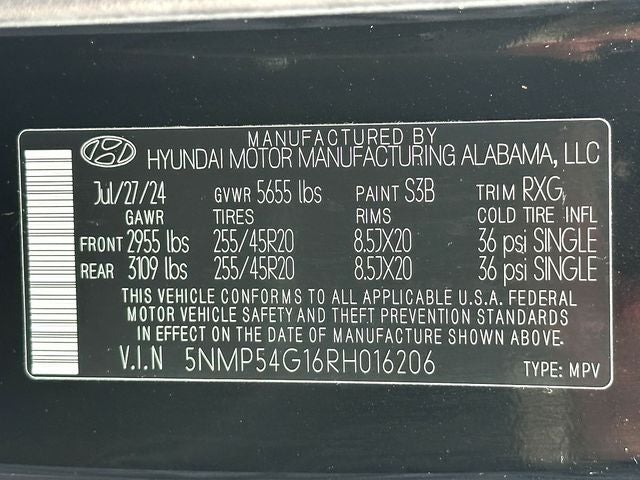 MANUFACTURED BY
HYUNDAI MOTOR MANUFACTURING ALABAMA, LLC
Jul/27/24 GVWR 5655 lbs PAINT S3B TRIM RXG
GAWR TIRES RIMS COLD TIRE INFL
FRONT 2955 lbs 255/45R20 8.5JX20 36 psi SINGLE
REAR 3109 lbs 255/45R20 8.5JX20 36 psi SINGLE
THIS VEHICLE CONFORMS TO ALL APPLICABLE U.S.A. FEDERAL
MOTOR VEHICLE SAFETY AND THEFT PREVENTION STANDARDS
IN EFFECT ON THE DATE OF MANUFACTURE SHOWN ABOVE.
V.I.N 5NMP54G16RH016206 TYPE: MPV